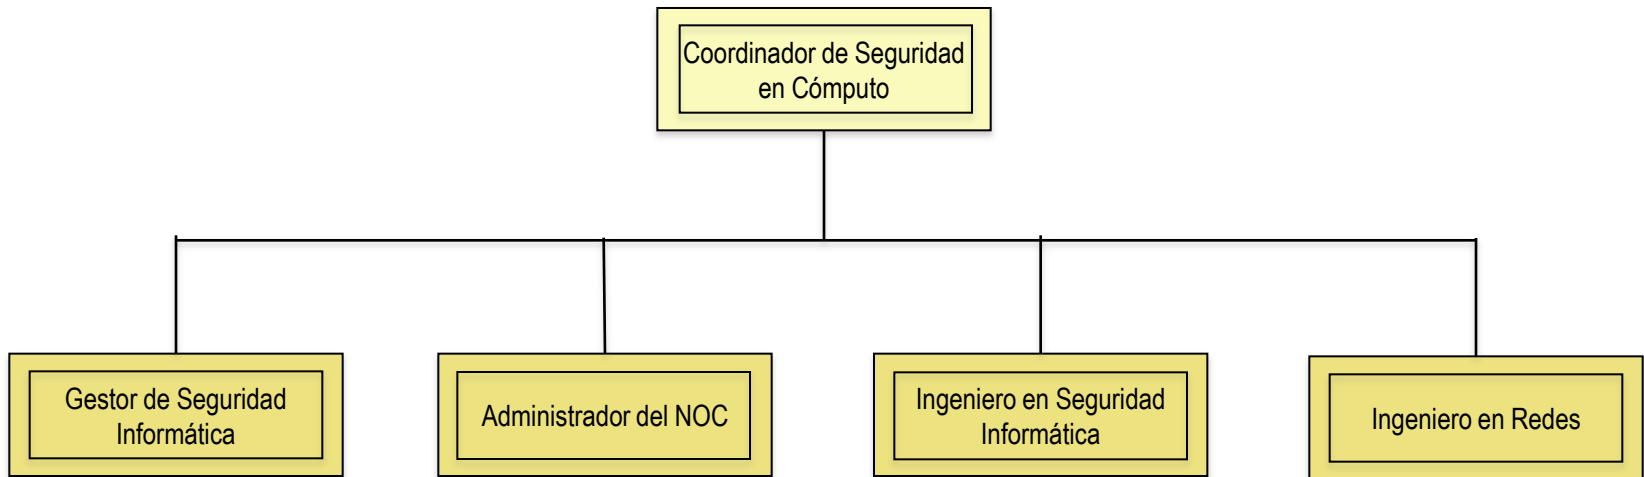 Coordinador de Seguridad
en Cómputo
Gestor de Seguridad
Informática
Administrador del NOC
Ingeniero en Seguridad
Informática
Ingeniero en Redes